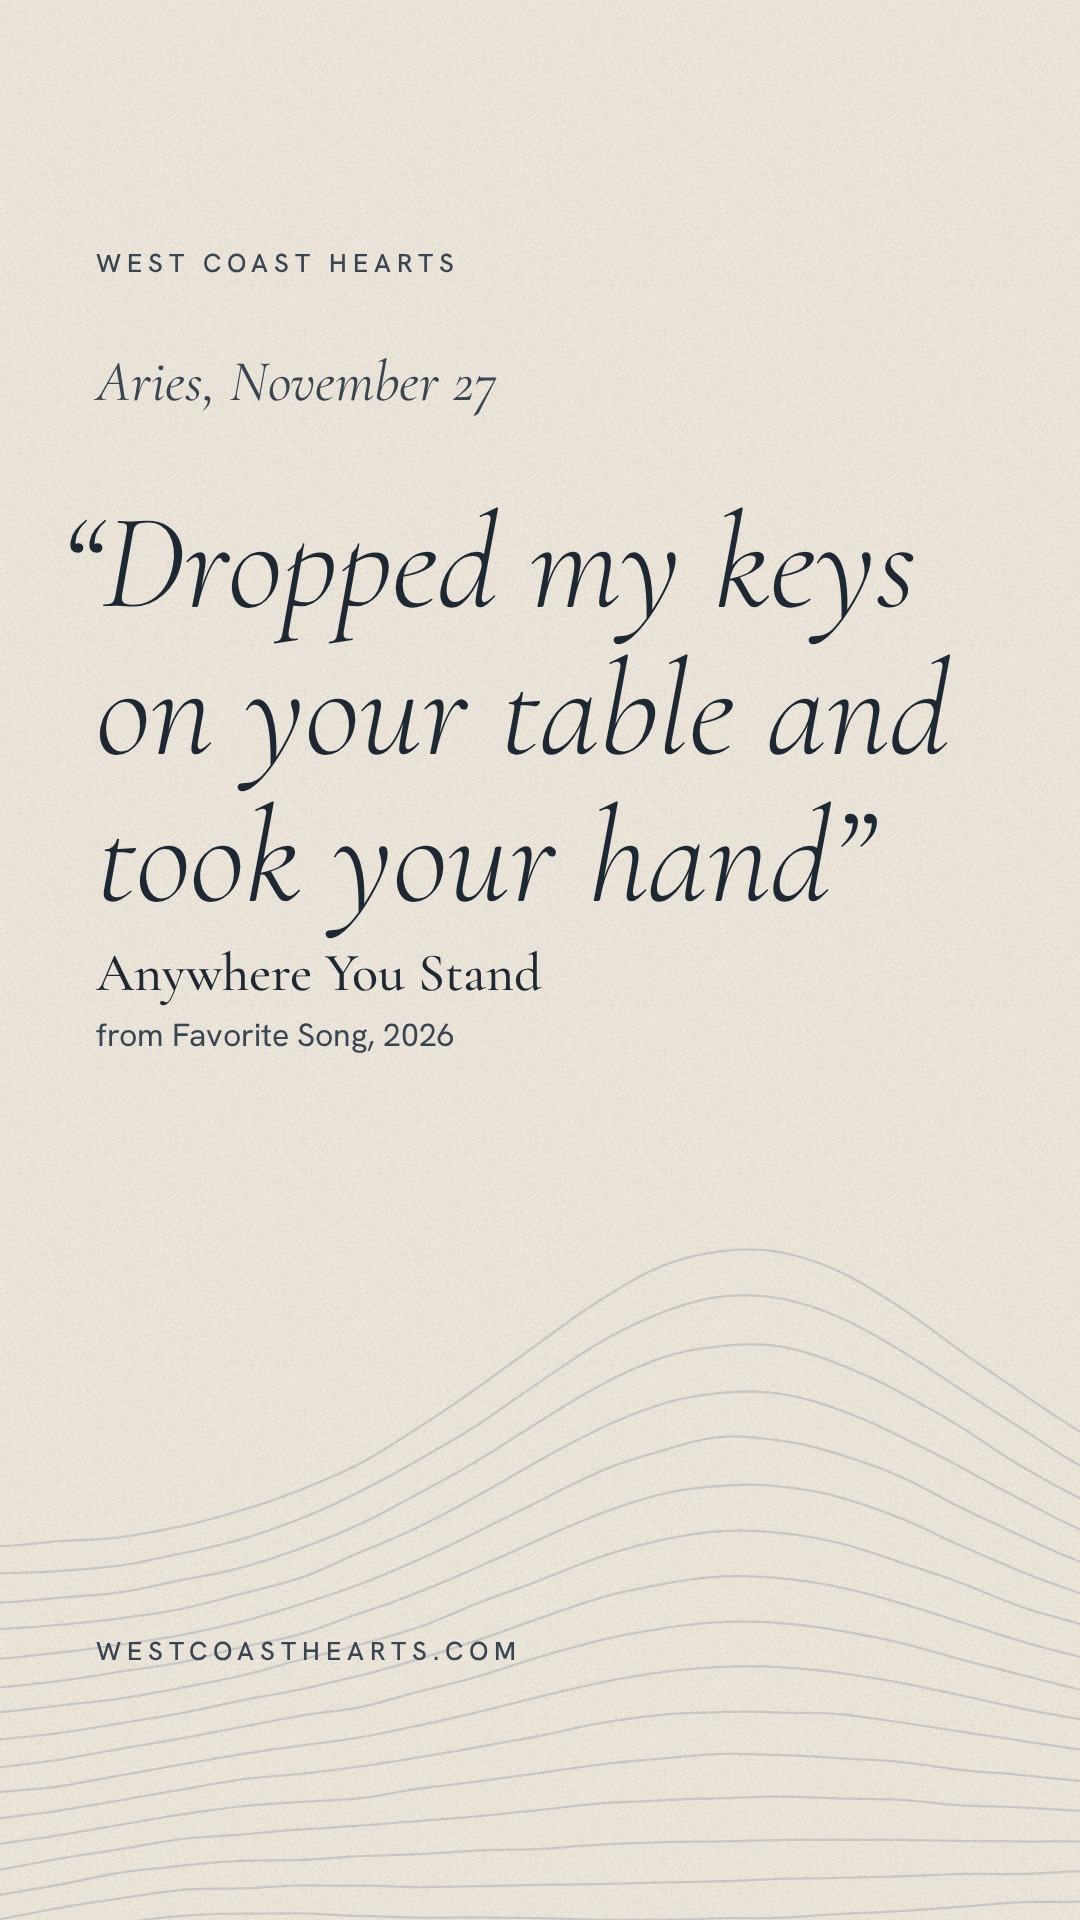 WEST COAST HEARTS
Aries, November 27
“Dropped my keys
on your table and
took your hand”
Anywhere You Stand
from Favorite Song, 2026
WESTCOASTHEARTS.COM